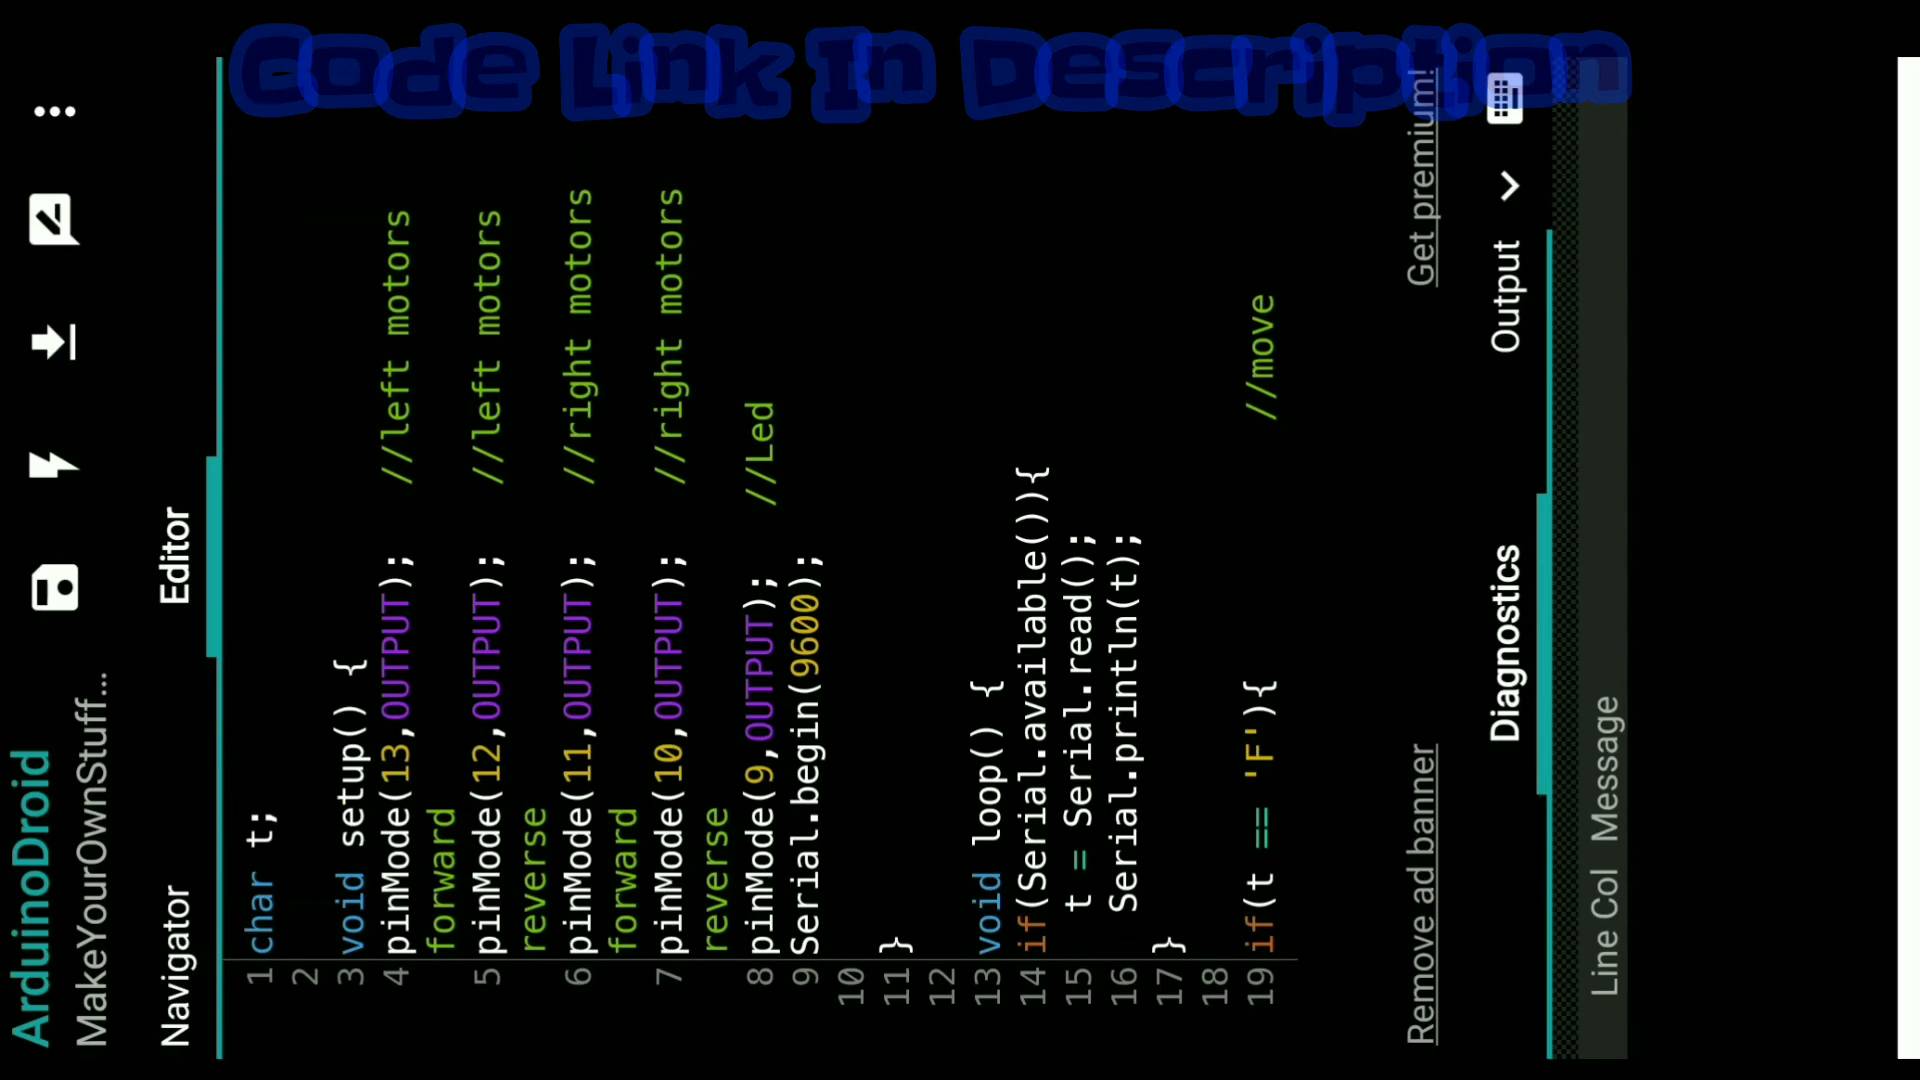 Code Link In Description
ArduinoDroid
MakeYourOwnStuff...
Navigator
Editor
1 char t;
2
3 void setup() {
4 pinMode(13,OUTPUT);   //left motors
forward
5 pinMode(12,OUTPUT);   //left motors
reverse
6 pinMode(11,OUTPUT);   //right motors
forward
7 pinMode(10,OUTPUT);   //right motors
reverse
8 pinMode(9,OUTPUT);   //Led
9 Serial.begin(9600);
10
11 }
12
13 void loop() {
14 if(Serial.available()){
15   t = Serial.read();
16   Serial.println(t);
17 }
18
19 if(t == 'F'){            //move
Remove ad banner
Get premium!
Diagnostics
Output
Line Col Message